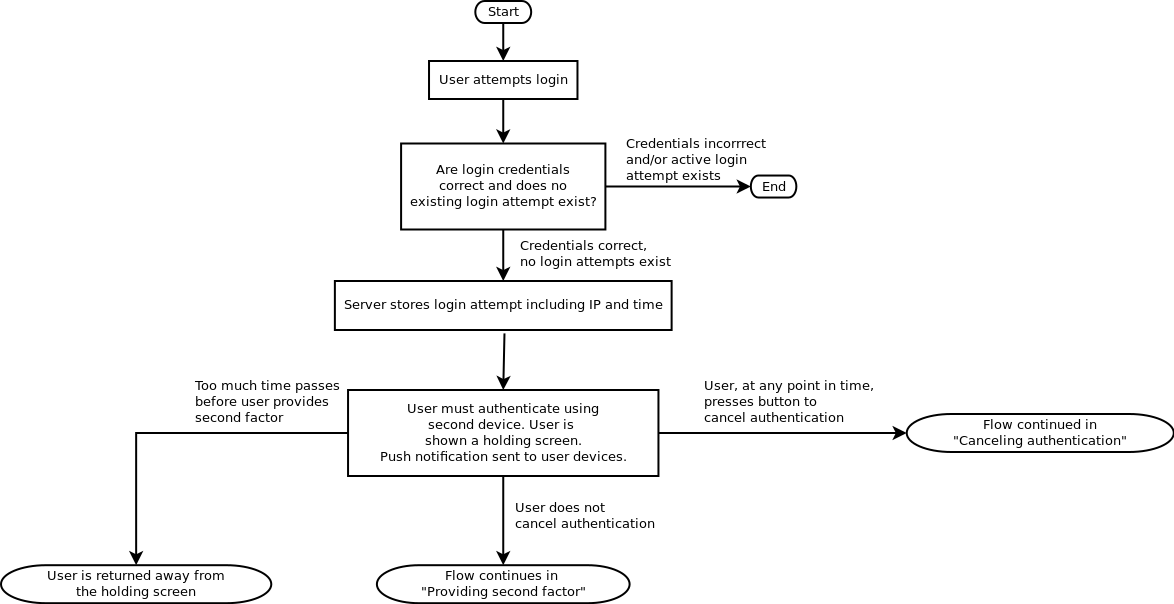 Start
User attempts login
Are login credentials
correct and does no
existing login attempt exist?
Credentials incorrrect
and/or active login
attempt exists
End
Credentials correct,
no login attempts exist
Server stores login attempt including IP and time
Too much time passes
before user provides
second factor
User must authenticate using
second device. User is
shown a holding screen.
Push notification sent to user devices.
User, at any point in time,
presses button to
cancel authentication
Flow continued in
"Canceling authentication"
User does not
cancel authentication
User is returned away from
the holding screen
Flow continues in
"Providing second factor"